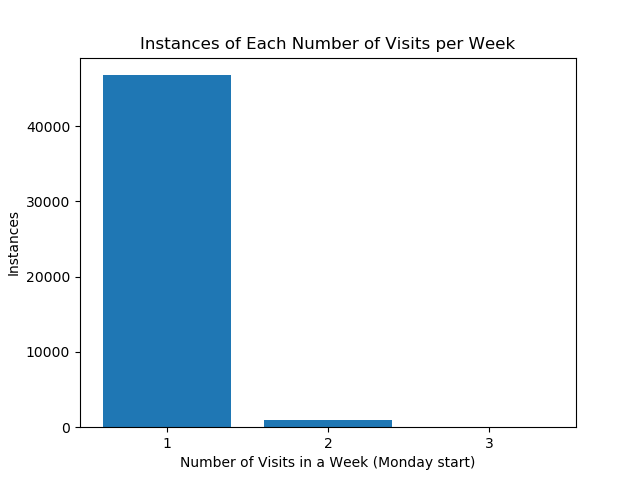 Instances of Each Number of Visits per Week
40000
30000
20000
10000
0
Instances
1 2 3
Number of Visits in a Week (Monday start)